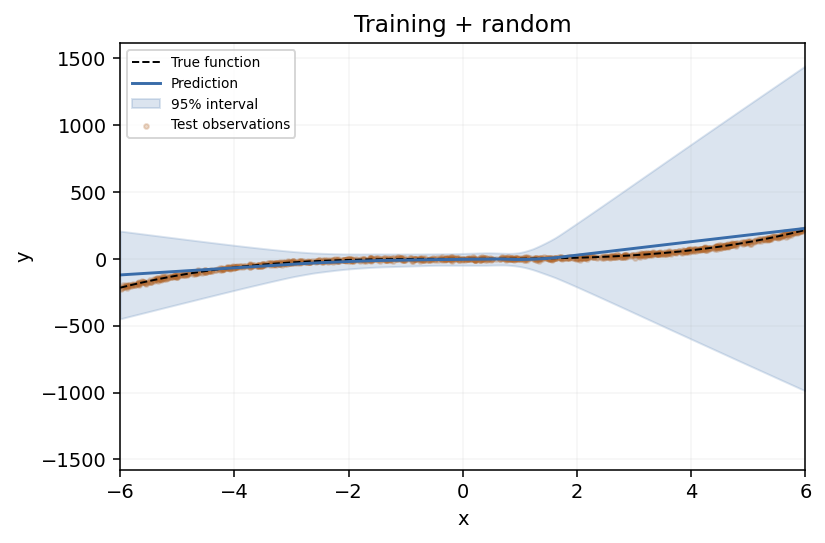 Training + random
True function
Prediction
95% interval
Test observations
1500
1000
500
0
−500
−1000
−1500
y
−6
−4
−2
0
2
4
6
x